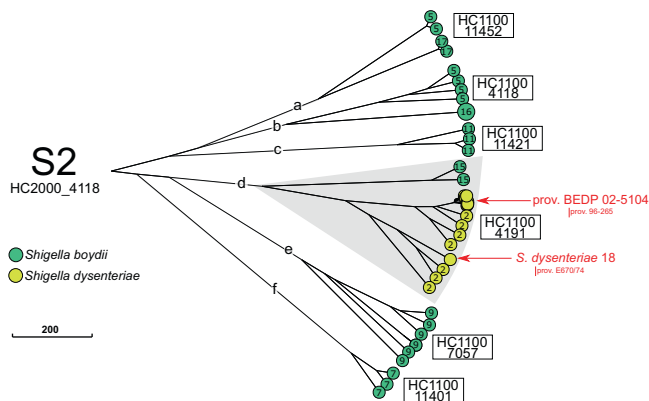 5
5
17
17
HC1100
11452
a
5
5
5
5
16
HC1100
4118
b
11
11
11
HC1100
11421
c
S2
HC2000_4118
d
15
15
prov. BEDP 02-5104
|prov. 96-265
2
2
2
2
HC1100
4191
S. dysenteriae 18
|prov. E670/74
2
2
2
Shigella boydii
Shigella dysenteriae
e
f
200
9
9
9
9
9
9
HC1100
7057
7
7
7
HC1100
11401